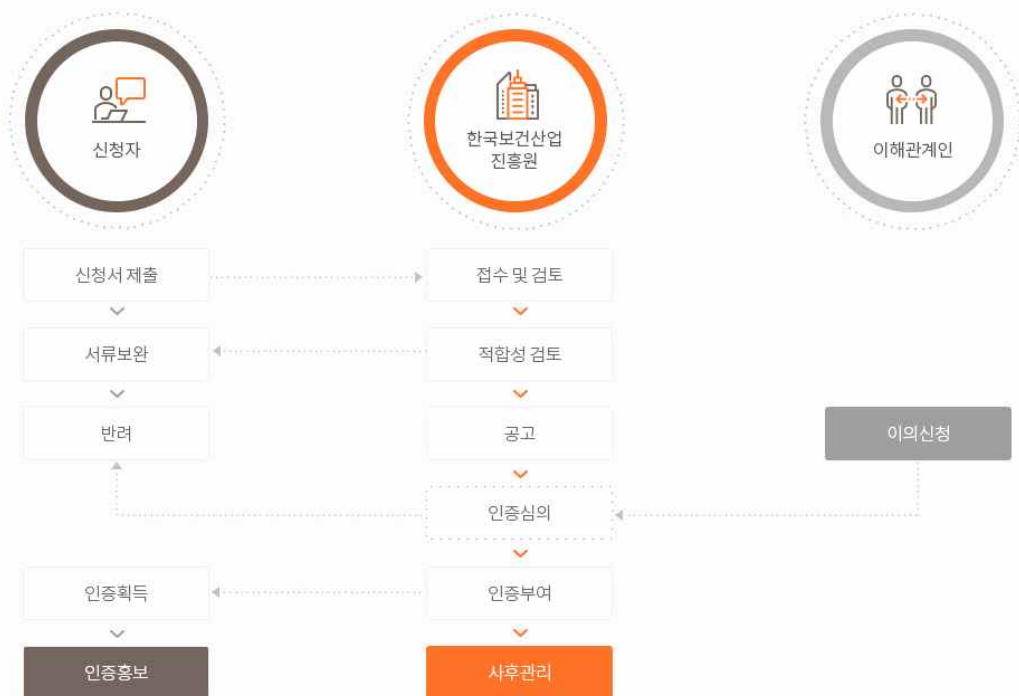 신청자
한국보건산업
진흥원
이해관계인
신청서 제출
접수 및 검토
서류보완
적합성 검토
반려
공고
이의신청
인증심의
인증획득
인증부여
인증홍보
사후관리